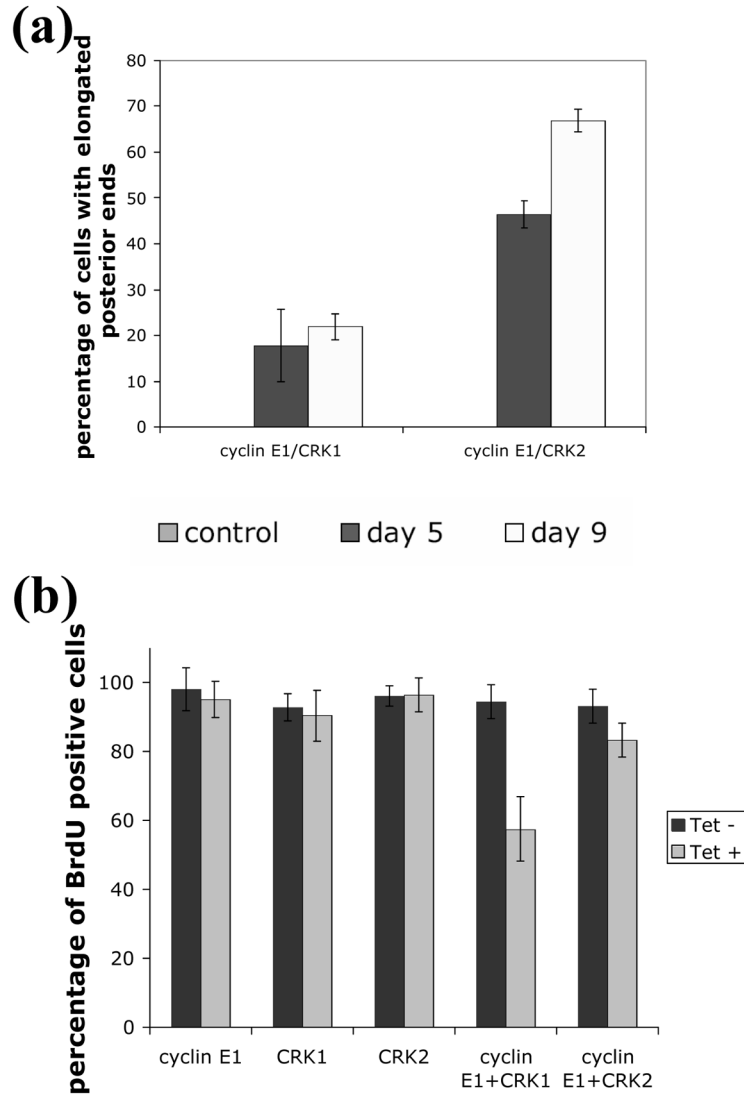 (a)
percentage of cells with elongated
posterior ends
80
70
60
50
40
30
20
10
0
cyclin E1/CRK1 cyclin E1/CRK2
control day 5 day 9
(b)
percentage of BrdU positive cells
100
80
60
40
20
0
cyclin E1 CRK1 CRK2 cyclin cyclin
E1+CRK1 E1+CRK2
Tet -
Tet +